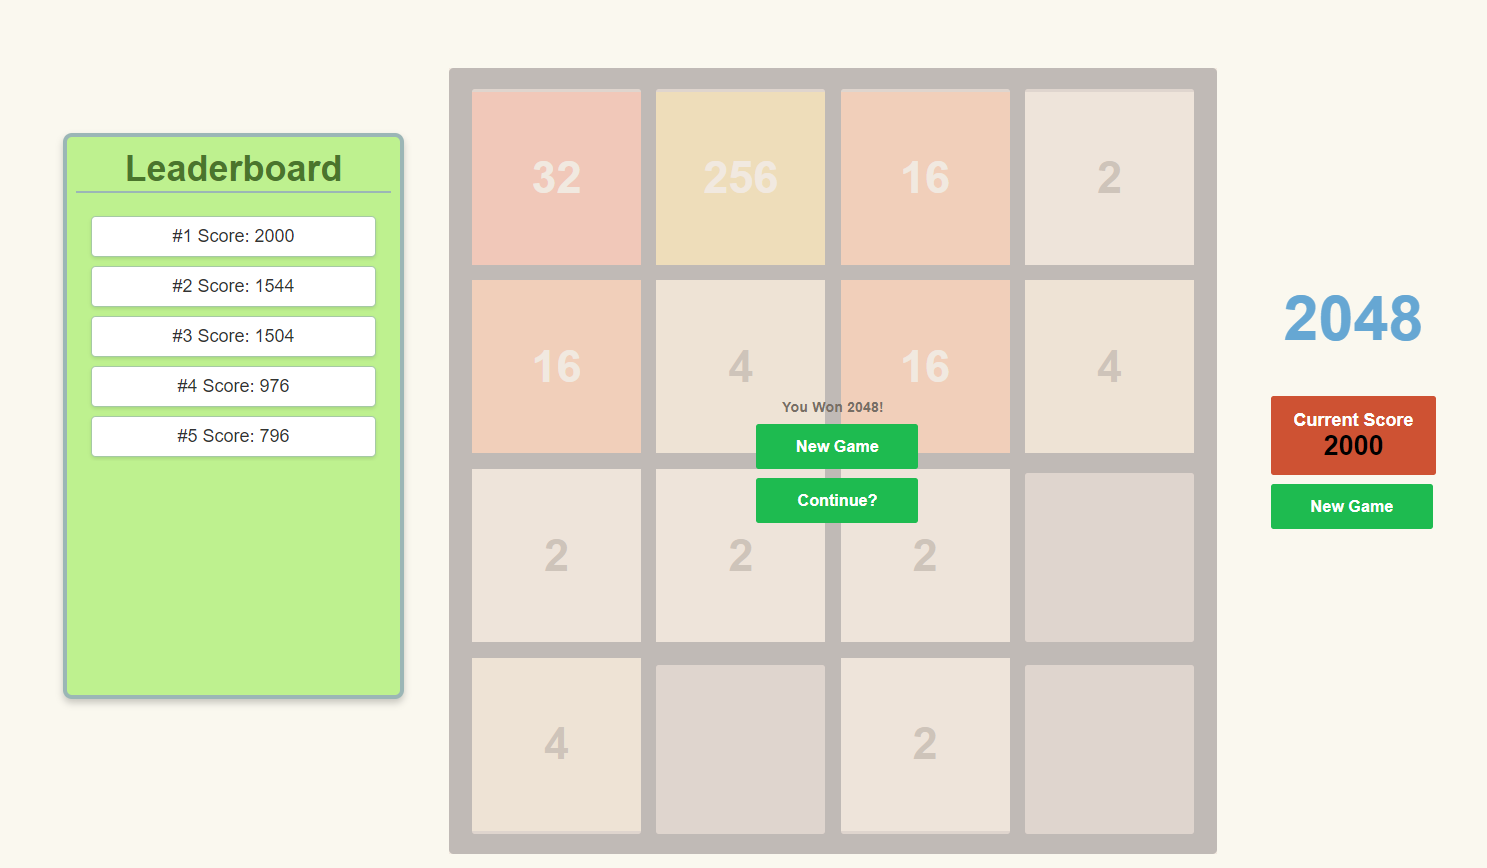 Leaderboard
#1 Score: 2000
#2 Score: 1544
#3 Score: 1504
#4 Score: 976
#5 Score: 796
32 256 16 2
16 4 16 4
You Won 2048!
New Game
Continue?
2 2 2
4 2
2048
Current Score
2000
New Game